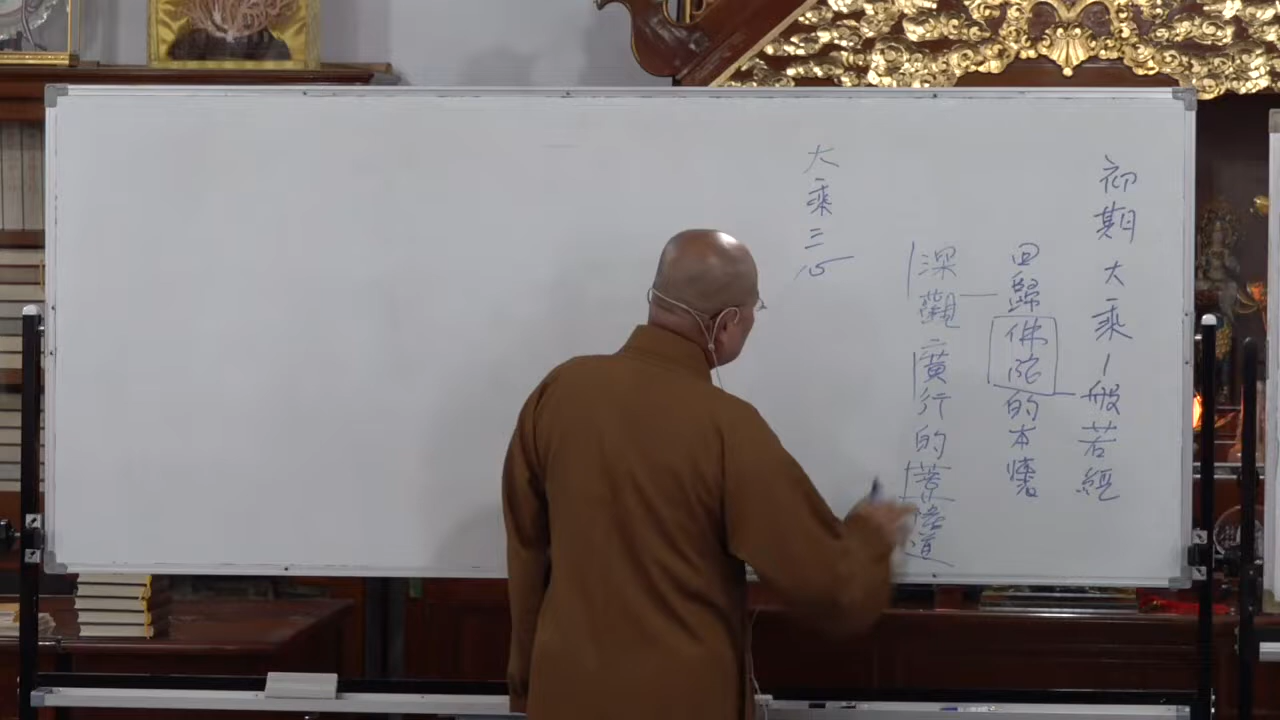 初期大乘-般若經
回歸佛陀的本懷
深觀廣行的菩薩道
大乘三心